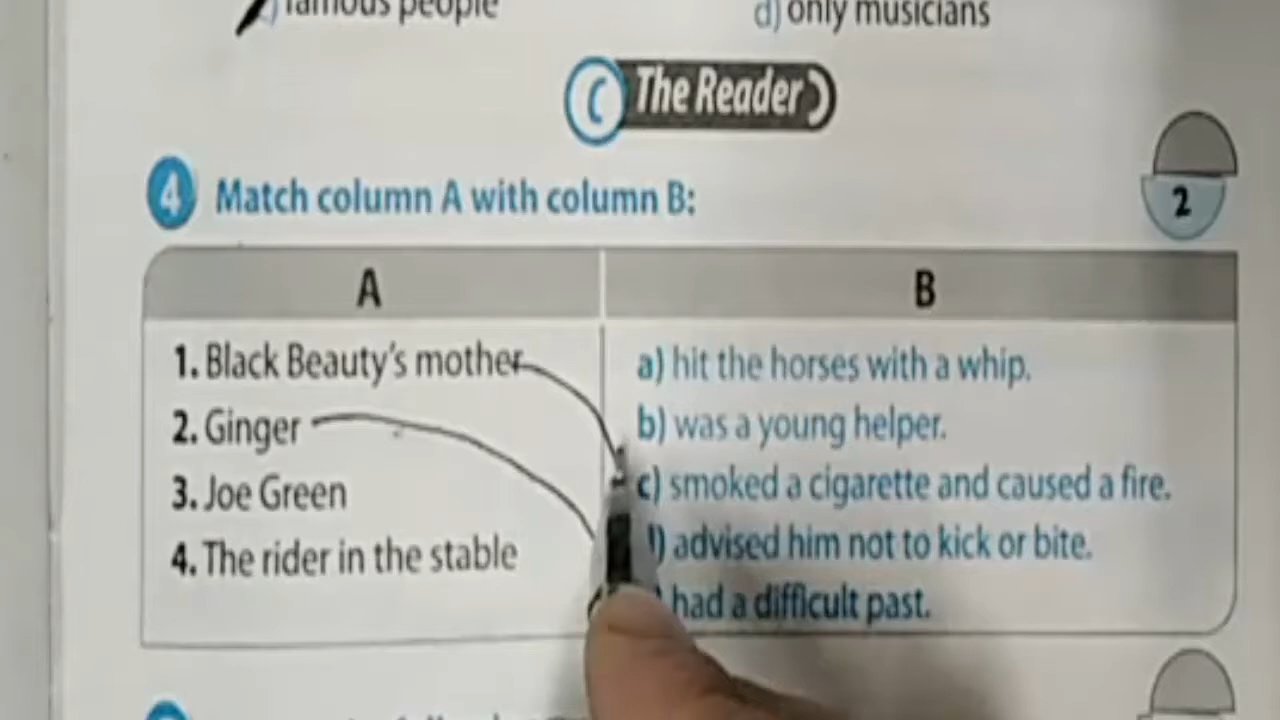 famous people
d) only musicians
C The Reader
4 Match column A with column B:
2
A
B
1. Black Beauty's mother
a) hit the horses with a whip.
2. Ginger
b) was a young helper.
3. Joe Green
c) smoked a cigarette and caused a fire.
4. The rider in the stable
advised him not to kick or bite.
had a difficult past.